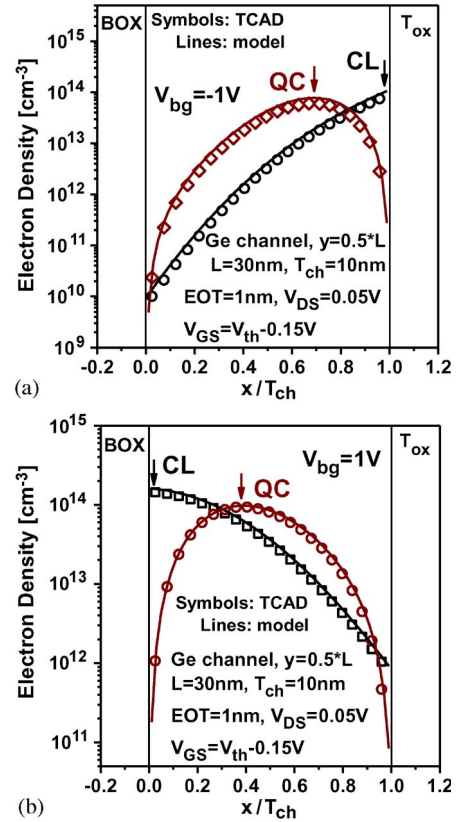 BOX
Symbols: TCAD
Lines: model
T_ox
QC
CL
V_bg=-1V
Ge channel, y=0.5*L
L=30nm, T_ch=10nm
EOT=1nm, V_DS=0.05V
V_GS=V_th-0.15V
Electron Density [cm^-3]
10^15
10^14
10^13
10^12
10^11
10^10
10^9
-0.2 0.0 0.2 0.4 0.6 0.8 1.0 1.2
x/T_ch
(a)
BOX
T_ox
CL
QC
V_bg=1V
Symbols: TCAD
Lines: model
Ge channel, y=0.5*L
L=30nm, T_ch=10nm
EOT=1nm, V_DS=0.05V
V_GS=V_th-0.15V
Electron Density [cm^-3]
10^15
10^14
10^13
10^12
10^11
-0.2 0.0 0.2 0.4 0.6 0.8 1.0 1.2
x/T_ch
(b)